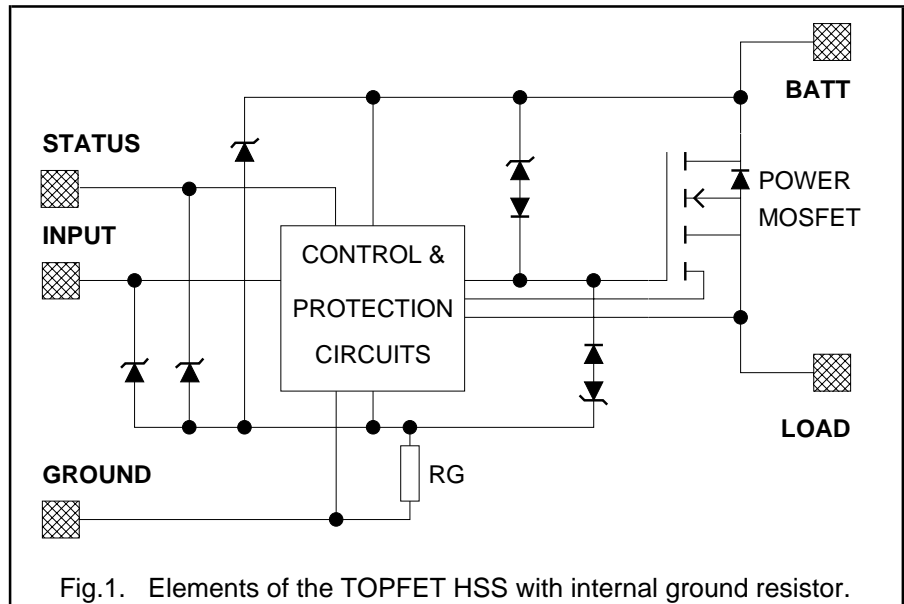 BATT
STATUS
POWER
MOSFET
INPUT
CONTROL &
PROTECTION
CIRCUITS
LOAD
GROUND
RG
Fig.1. Elements of the TOPFET HSS with internal ground resistor.